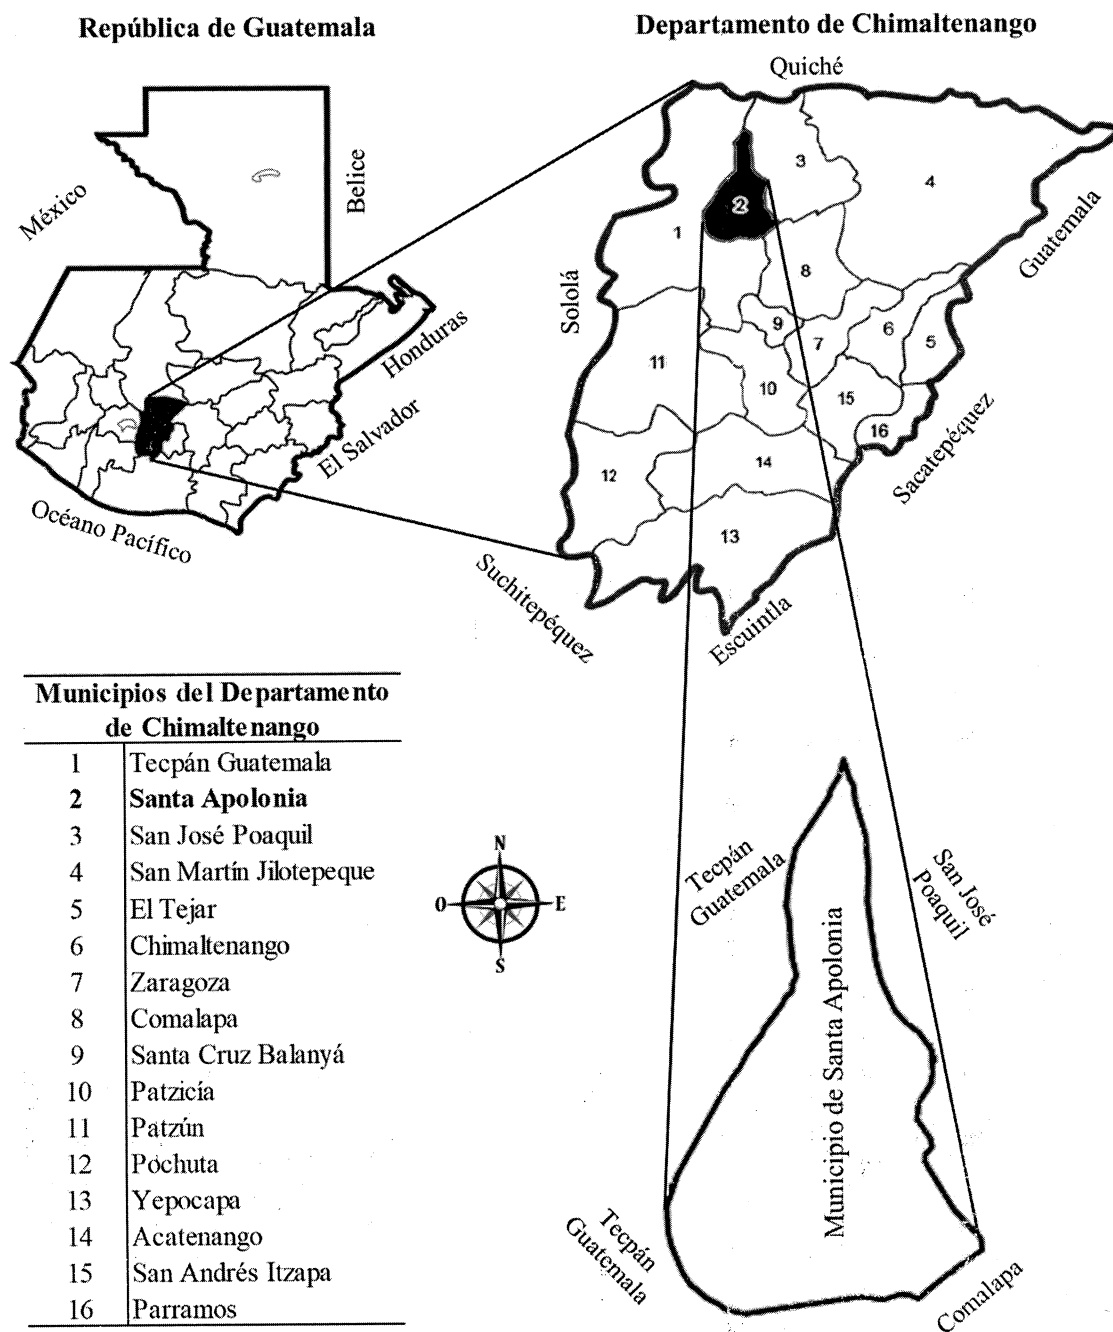 República de Guatemala
Departamento de Chimaltenango
México
Belice
Honduras
El Salvador
Océano Pacífico
Quiché
Guatemala
Sololá
Sacatepéquez
Suchitepéquez
Escuintla
1
2
3
4
8
9
7
6
5
11
10
15
16
12
14
13
Municipios del Departamento
de Chimaltenango
1 Tecpán Guatemala
2 Santa Apolonia
3 San José Poaquil
4 San Martín Jilotepeque
5 El Tejar
6 Chimaltenango
7 Zaragoza
8 Comalapa
9 Santa Cruz Balanyá
10 Patzicía
11 Patzún
12 Pochuta
13 Yepocapa
14 Acatenango
15 San Andrés Itzapa
16 Parramos
N
O
E
S
Tecpán
Guatemala
San José
Poaquil
Municipio de Santa Apolonia
Tecpán
Guatemala
Comalapa